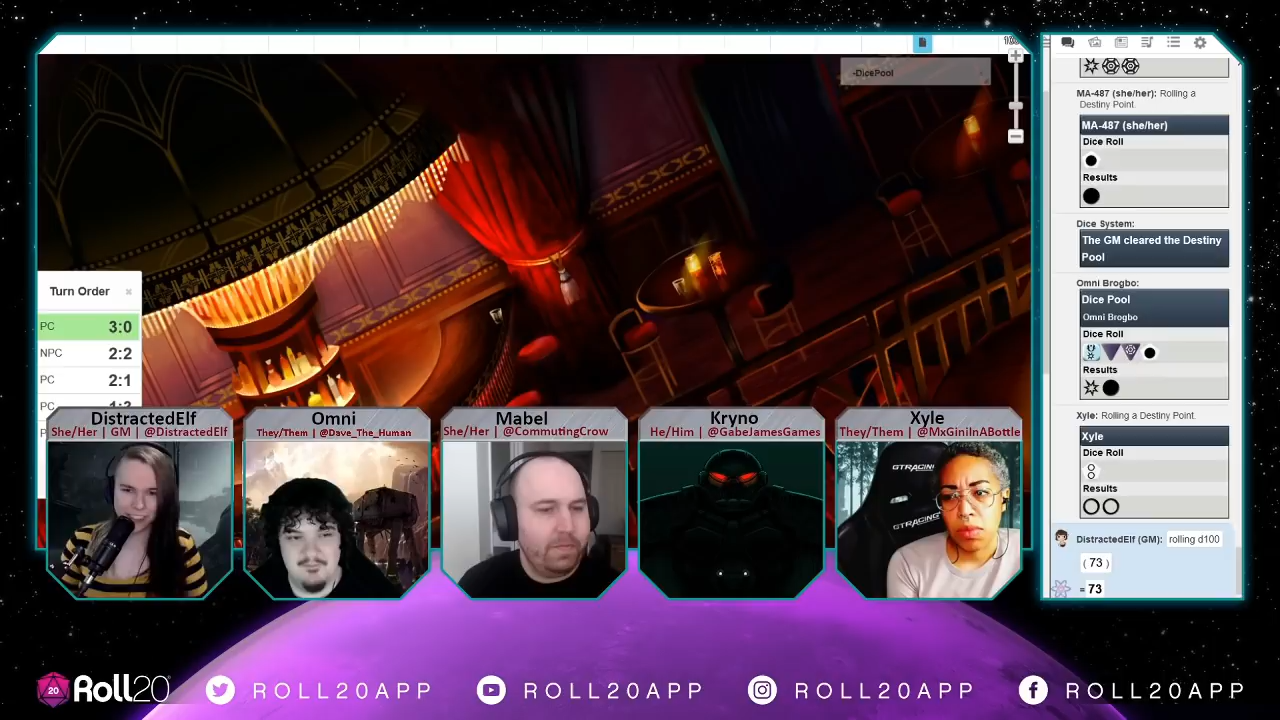 -DicePool
Turn Order
PC 3:0
NPC 2:2
PC 2:1
DistractedElf
She/Her | GM | @DistractedElf
Omni
They/Them | @Dave_The_Human
Mabel
She/Her | @CommutingCrow
Kryno
He/Him | @GabeJamesGames
Xyle
They/Them | @MxGiniInABottle
GTRACING
GTRACING
MA-487 (she/her): Rolling a
Destiny Point.
MA-487 (she/her)
Dice Roll
Results
Dice System:
The GM cleared the Destiny
Pool
Omni Brogbo:
Dice Pool
Omni Brogbo
Dice Roll
Results
Xyle: Rolling a Destiny Point.
Xyle
Dice Roll
Results
DistractedElf (GM): rolling d100
( 73 )
= 73
20
Roll20
ROLL20APP
ROLL20APP
ROLL20APP
ROLL20APP